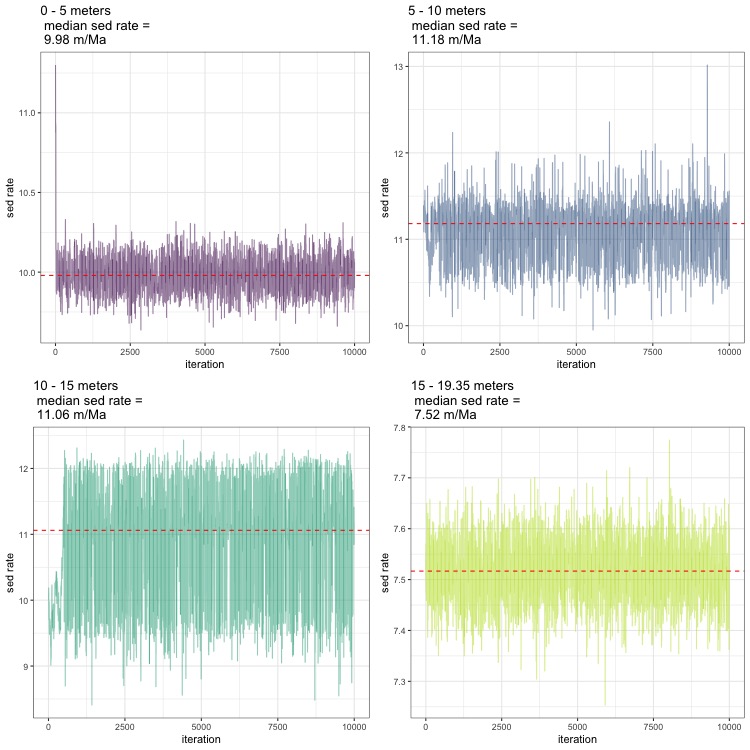 0 - 5 meters
median sed rate =
9.98 m/Ma
11.0
10.5
10.0
sed rate
0
2500
5000
7500
10000
iteration
5 - 10 meters
median sed rate =
11.18 m/Ma
13
12
11
10
sed rate
0
2500
5000
7500
10000
iteration
10 - 15 meters
median sed rate =
11.06 m/Ma
12
11
10
9
sed rate
0
2500
5000
7500
10000
iteration
15 - 19.35 meters
median sed rate =
7.52 m/Ma
7.8
7.7
7.6
7.5
7.4
7.3
sed rate
0
2500
5000
7500
10000
iteration